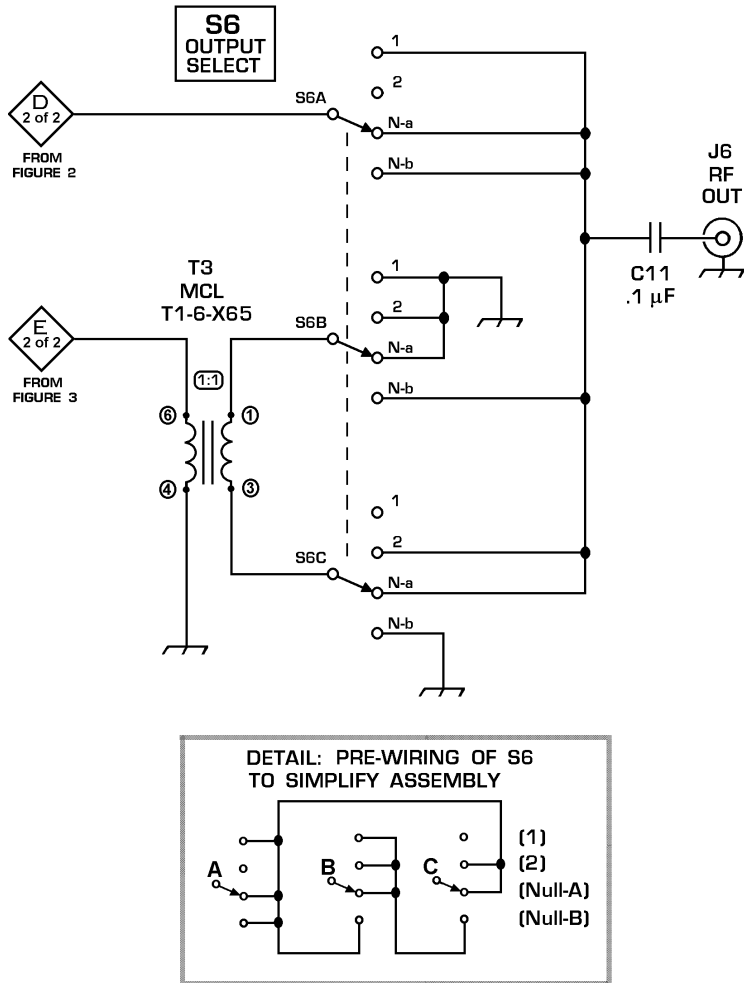 S6
OUTPUT
SELECT
D
2 of 2
FROM
FIGURE 2
S6A
1
2
N-a
N-b
J6
RF
OUT
C11
.1 µF
T3
MCL
T1-6-X65
E
2 of 2
FROM
FIGURE 3
1:1
6
4
1
3
S6B
1
2
N-a
N-b
S6C
1
2
N-a
N-b
DETAIL: PRE-WIRING OF S6
TO SIMPLIFY ASSEMBLY
A
B
C
(1)
(2)
(Null-A)
(Null-B)